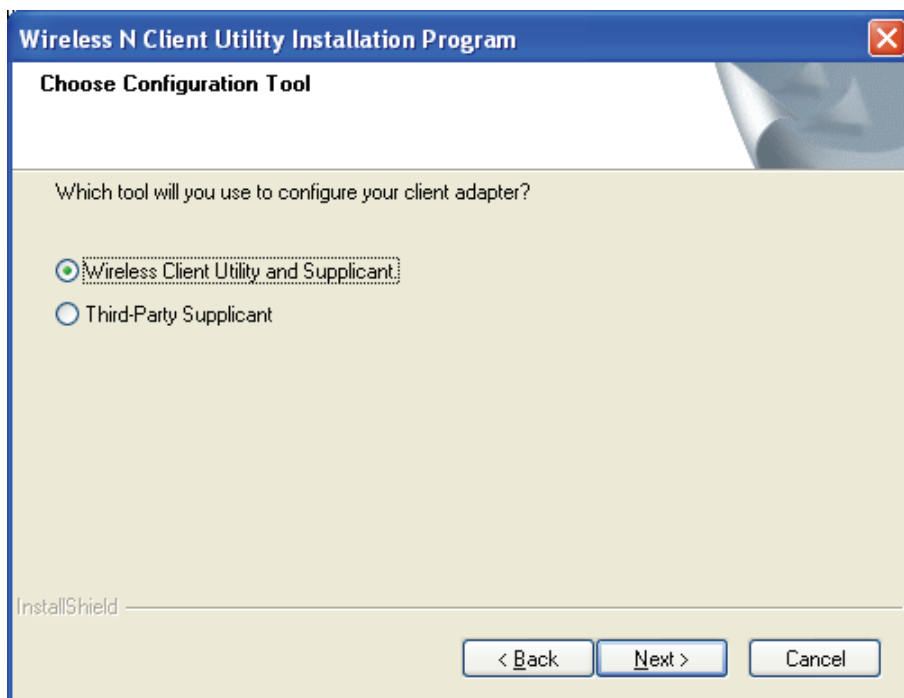 Wireless N Client Utility Installation Program
Choose Configuration Tool
Which tool will you use to configure your client adapter?
Wireless Client Utility and Supplicant.
Third-Party Supplicant
InstallShield
< Back
Next >
Cancel